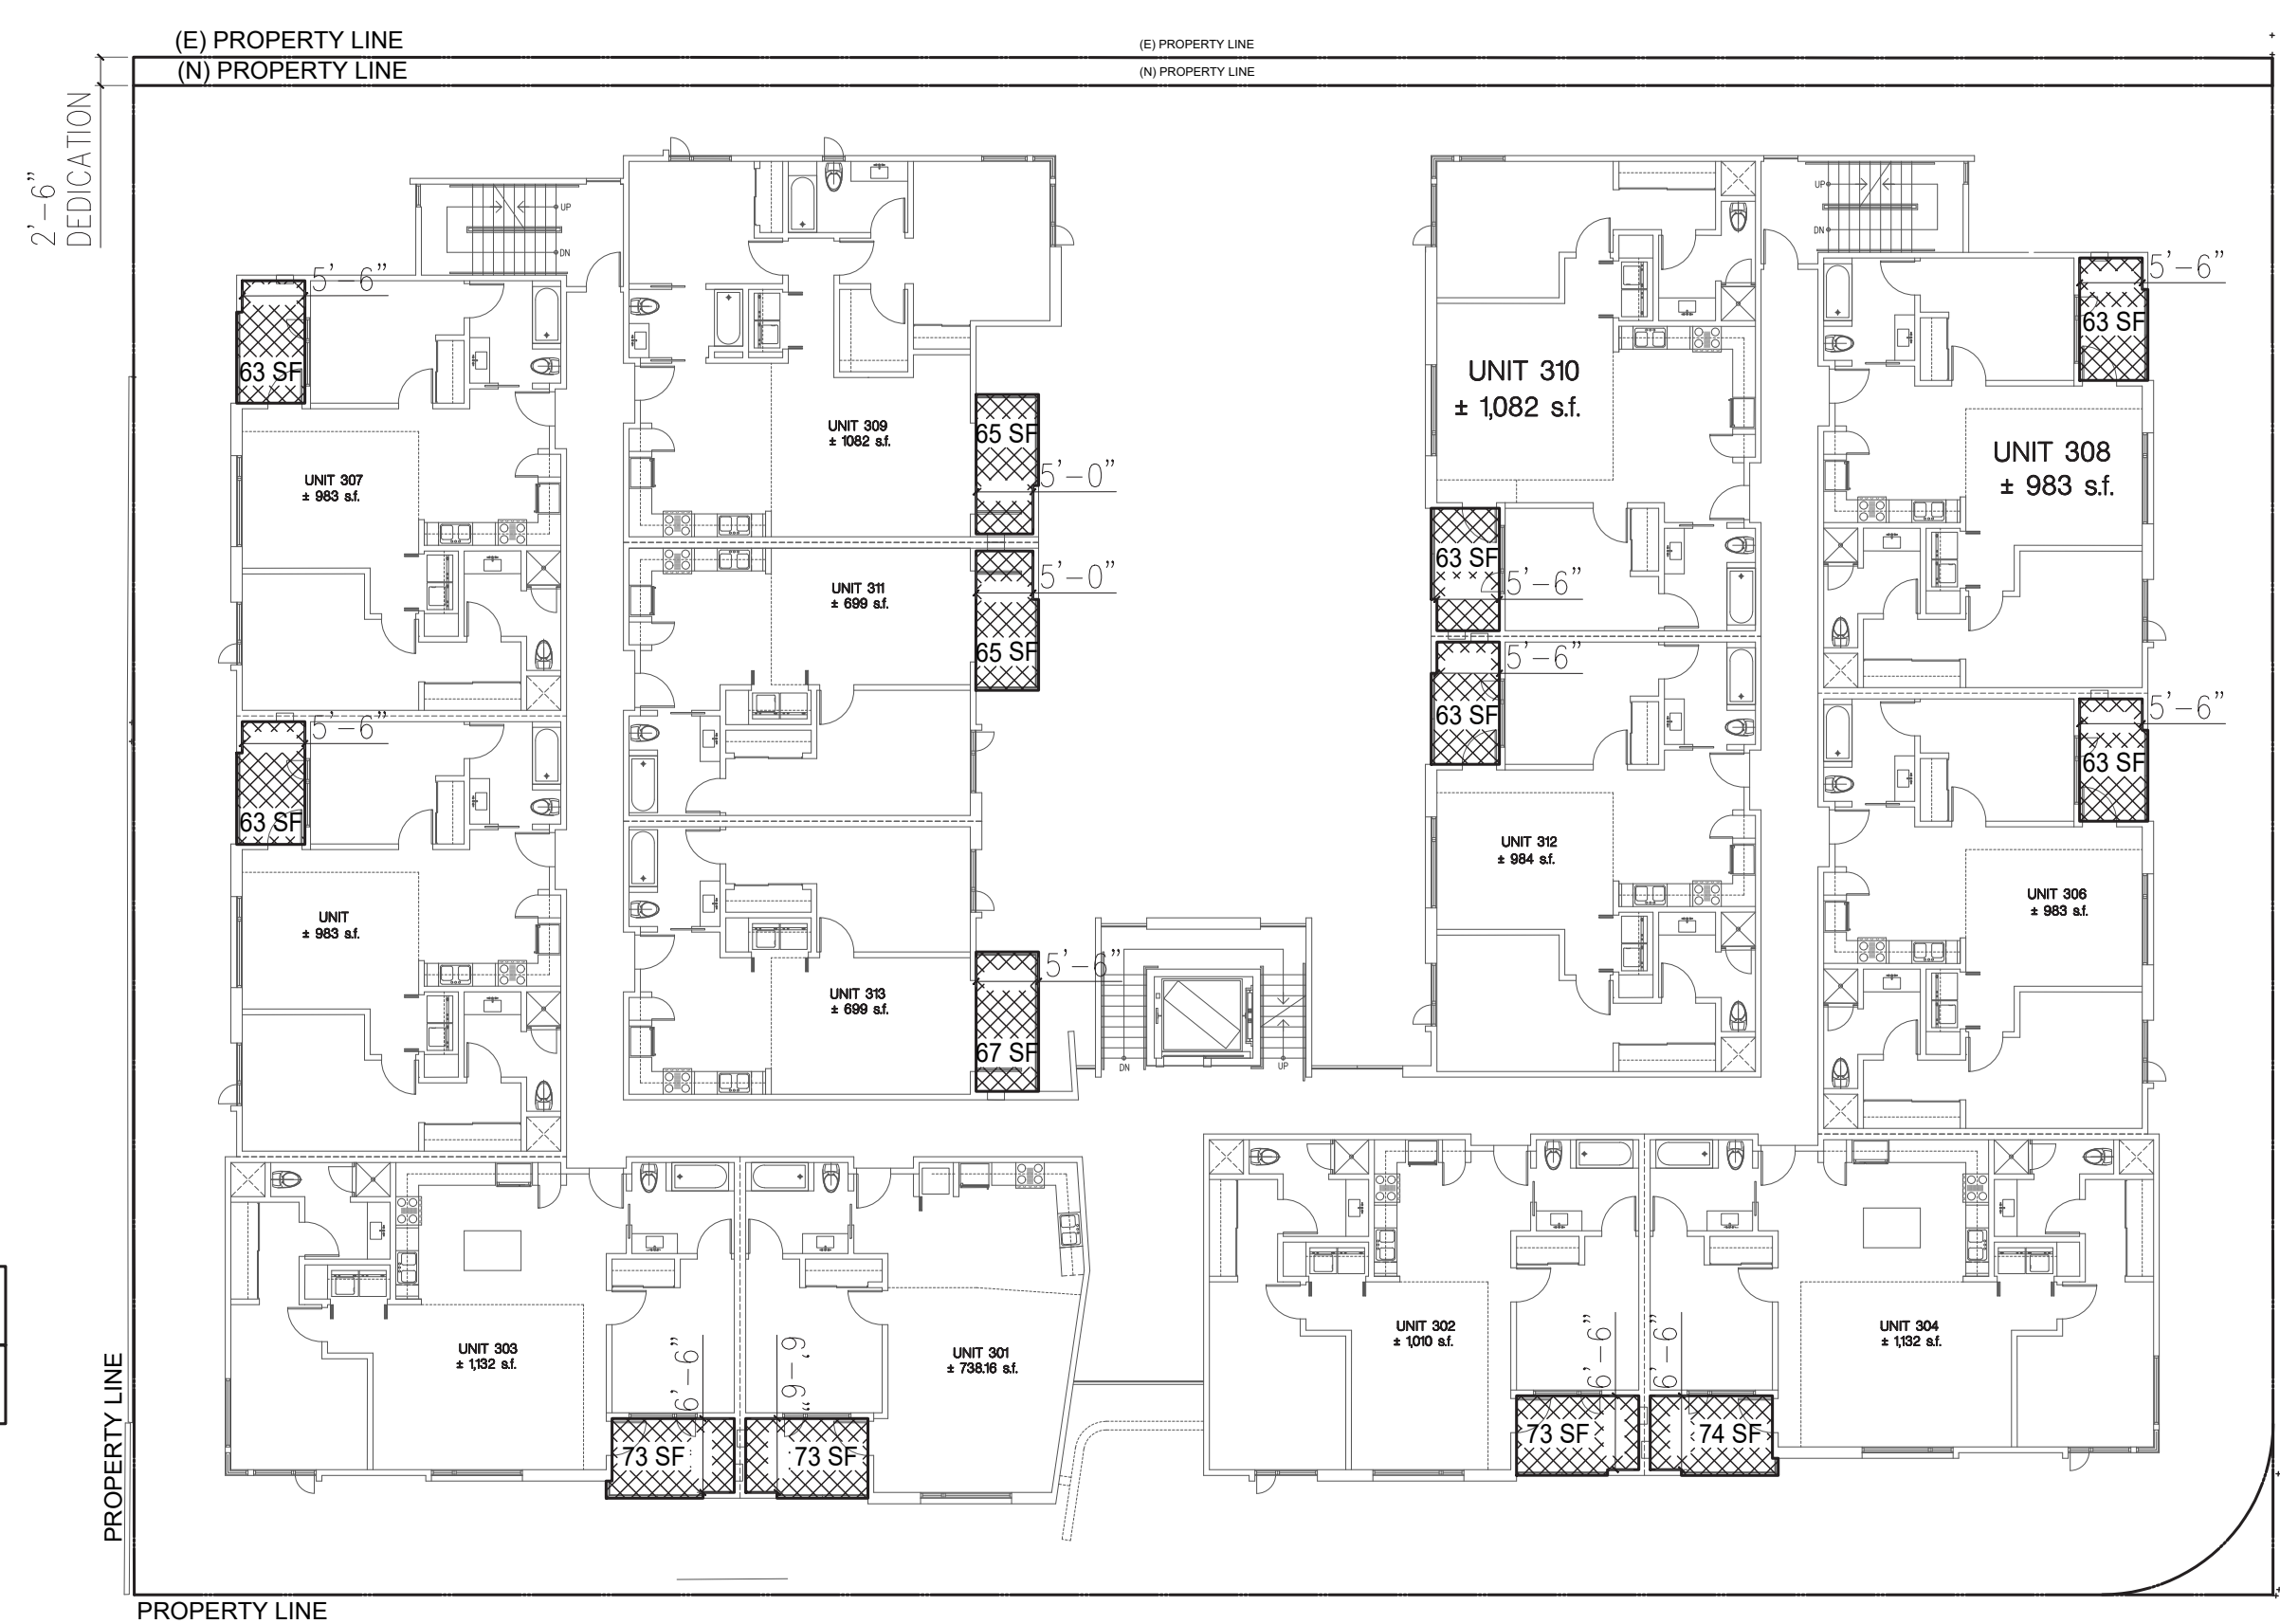 (E) PROPERTY LINE
(E) PROPERTY LINE
(N) PROPERTY LINE
(N) PROPERTY LINE
2'-6"
DEDICATION
UP
DN
UP
DN
5'-6"
63 SF
5'-6"
63 SF
UNIT 310
± 1,082 s.f.
UNIT 309
± 1082 s.f.
65 SF
5'-0"
UNIT 308
± 983 s.f.
UNIT 307
± 983 s.f.
63 SF
5'-6"
5'-0"
UNIT 311
± 699 s.f.
65 SF
5'-6"
63 SF
5'-6"
63 SF
5'-6"
63 SF
UNIT 312
± 984 s.f.
UNIT 306
± 983 s.f.
UNIT
± 983 s.f.
5'-6"
UNIT 313
± 699 s.f.
67 SF
DN
UP
UNIT 303
± 1,132 s.f.
UNIT 301
± 738.16 s.f.
UNIT 302
± 1,010 s.f.
UNIT 304
± 1,132 s.f.
6'-6"
6'-6"
6'-6"
6'-6"
73 SF
73 SF
73 SF
74 SF
PROPERTY LINE
PROPERTY LINE